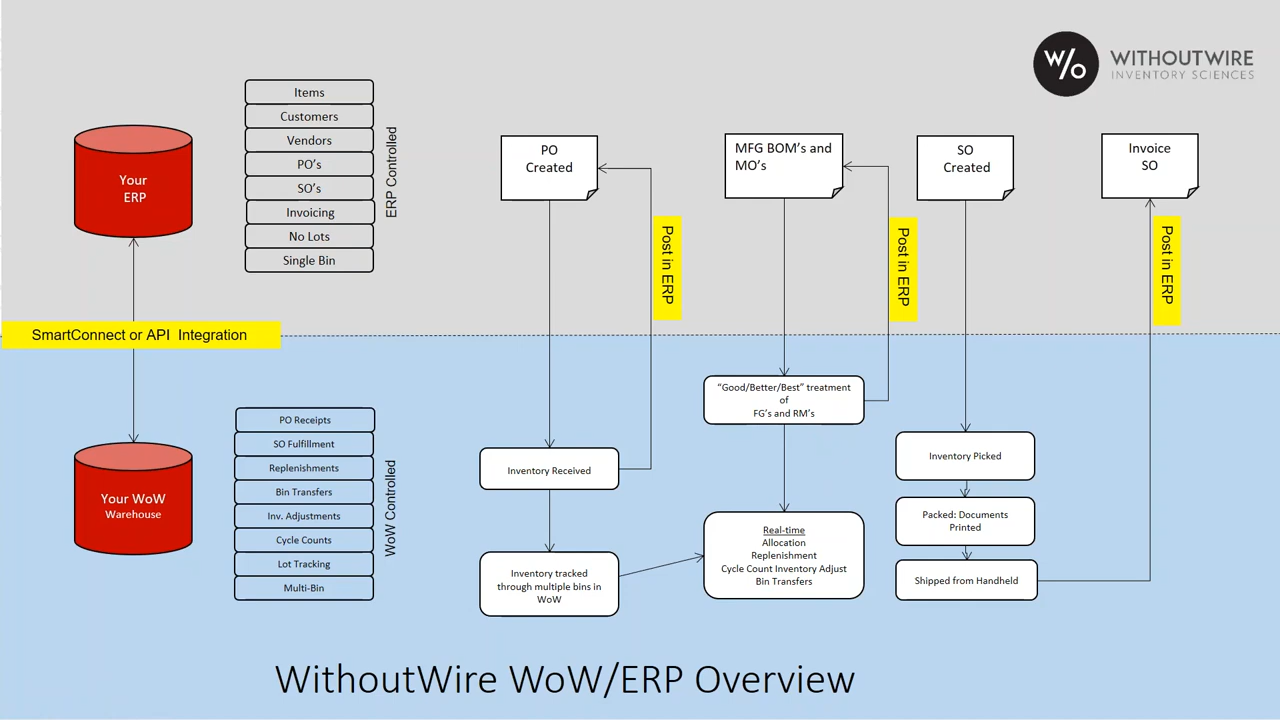 W/o
WITHOUTWIRE
INVENTORY SCIENCES
Your
ERP
Items
Customers
Vendors
PO’s
SO’s
Invoicing
No Lots
Single Bin
ERP Controlled
PO
Created
MFG BOM’s and
MO’s
SO
Created
Invoice
SO
Post in ERP
Post in ERP
Post in ERP
SmartConnect or API Integration
Your WoW
Warehouse
PO Receipts
SO Fulfillment
Replenishments
Bin Transfers
Inv. Adjustments
Cycle Counts
Lot Tracking
Multi-Bin
WoW Controlled
Inventory Received
Inventory tracked
through multiple bins in
WoW
“Good/Better/Best” treatment
of
FG’s and RM’s
Real-time
Allocation
Replenishment
Cycle Count Inventory Adjust
Bin Transfers
Inventory Picked
Packed: Documents
Printed
Shipped from Handheld
WithoutWire WoW/ERP Overview